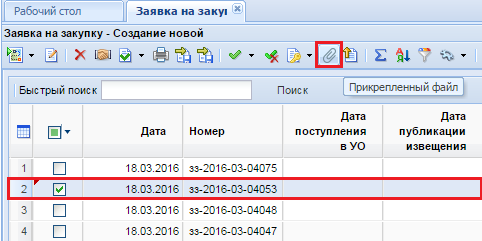 Рабочий стол Заявка на закуп
Заявка на закупку - Создание новой
Прикрепленный файл
Быстрый поиск Поиск
Дата Номер Дата поступления в УО Дата публикации извещения
1 18.03.2016 зз-2016-03-04075
2 18.03.2016 зз-2016-03-04053
3 18.03.2016 зз-2016-03-04048
4 18.03.2016 зз-2016-03-04047